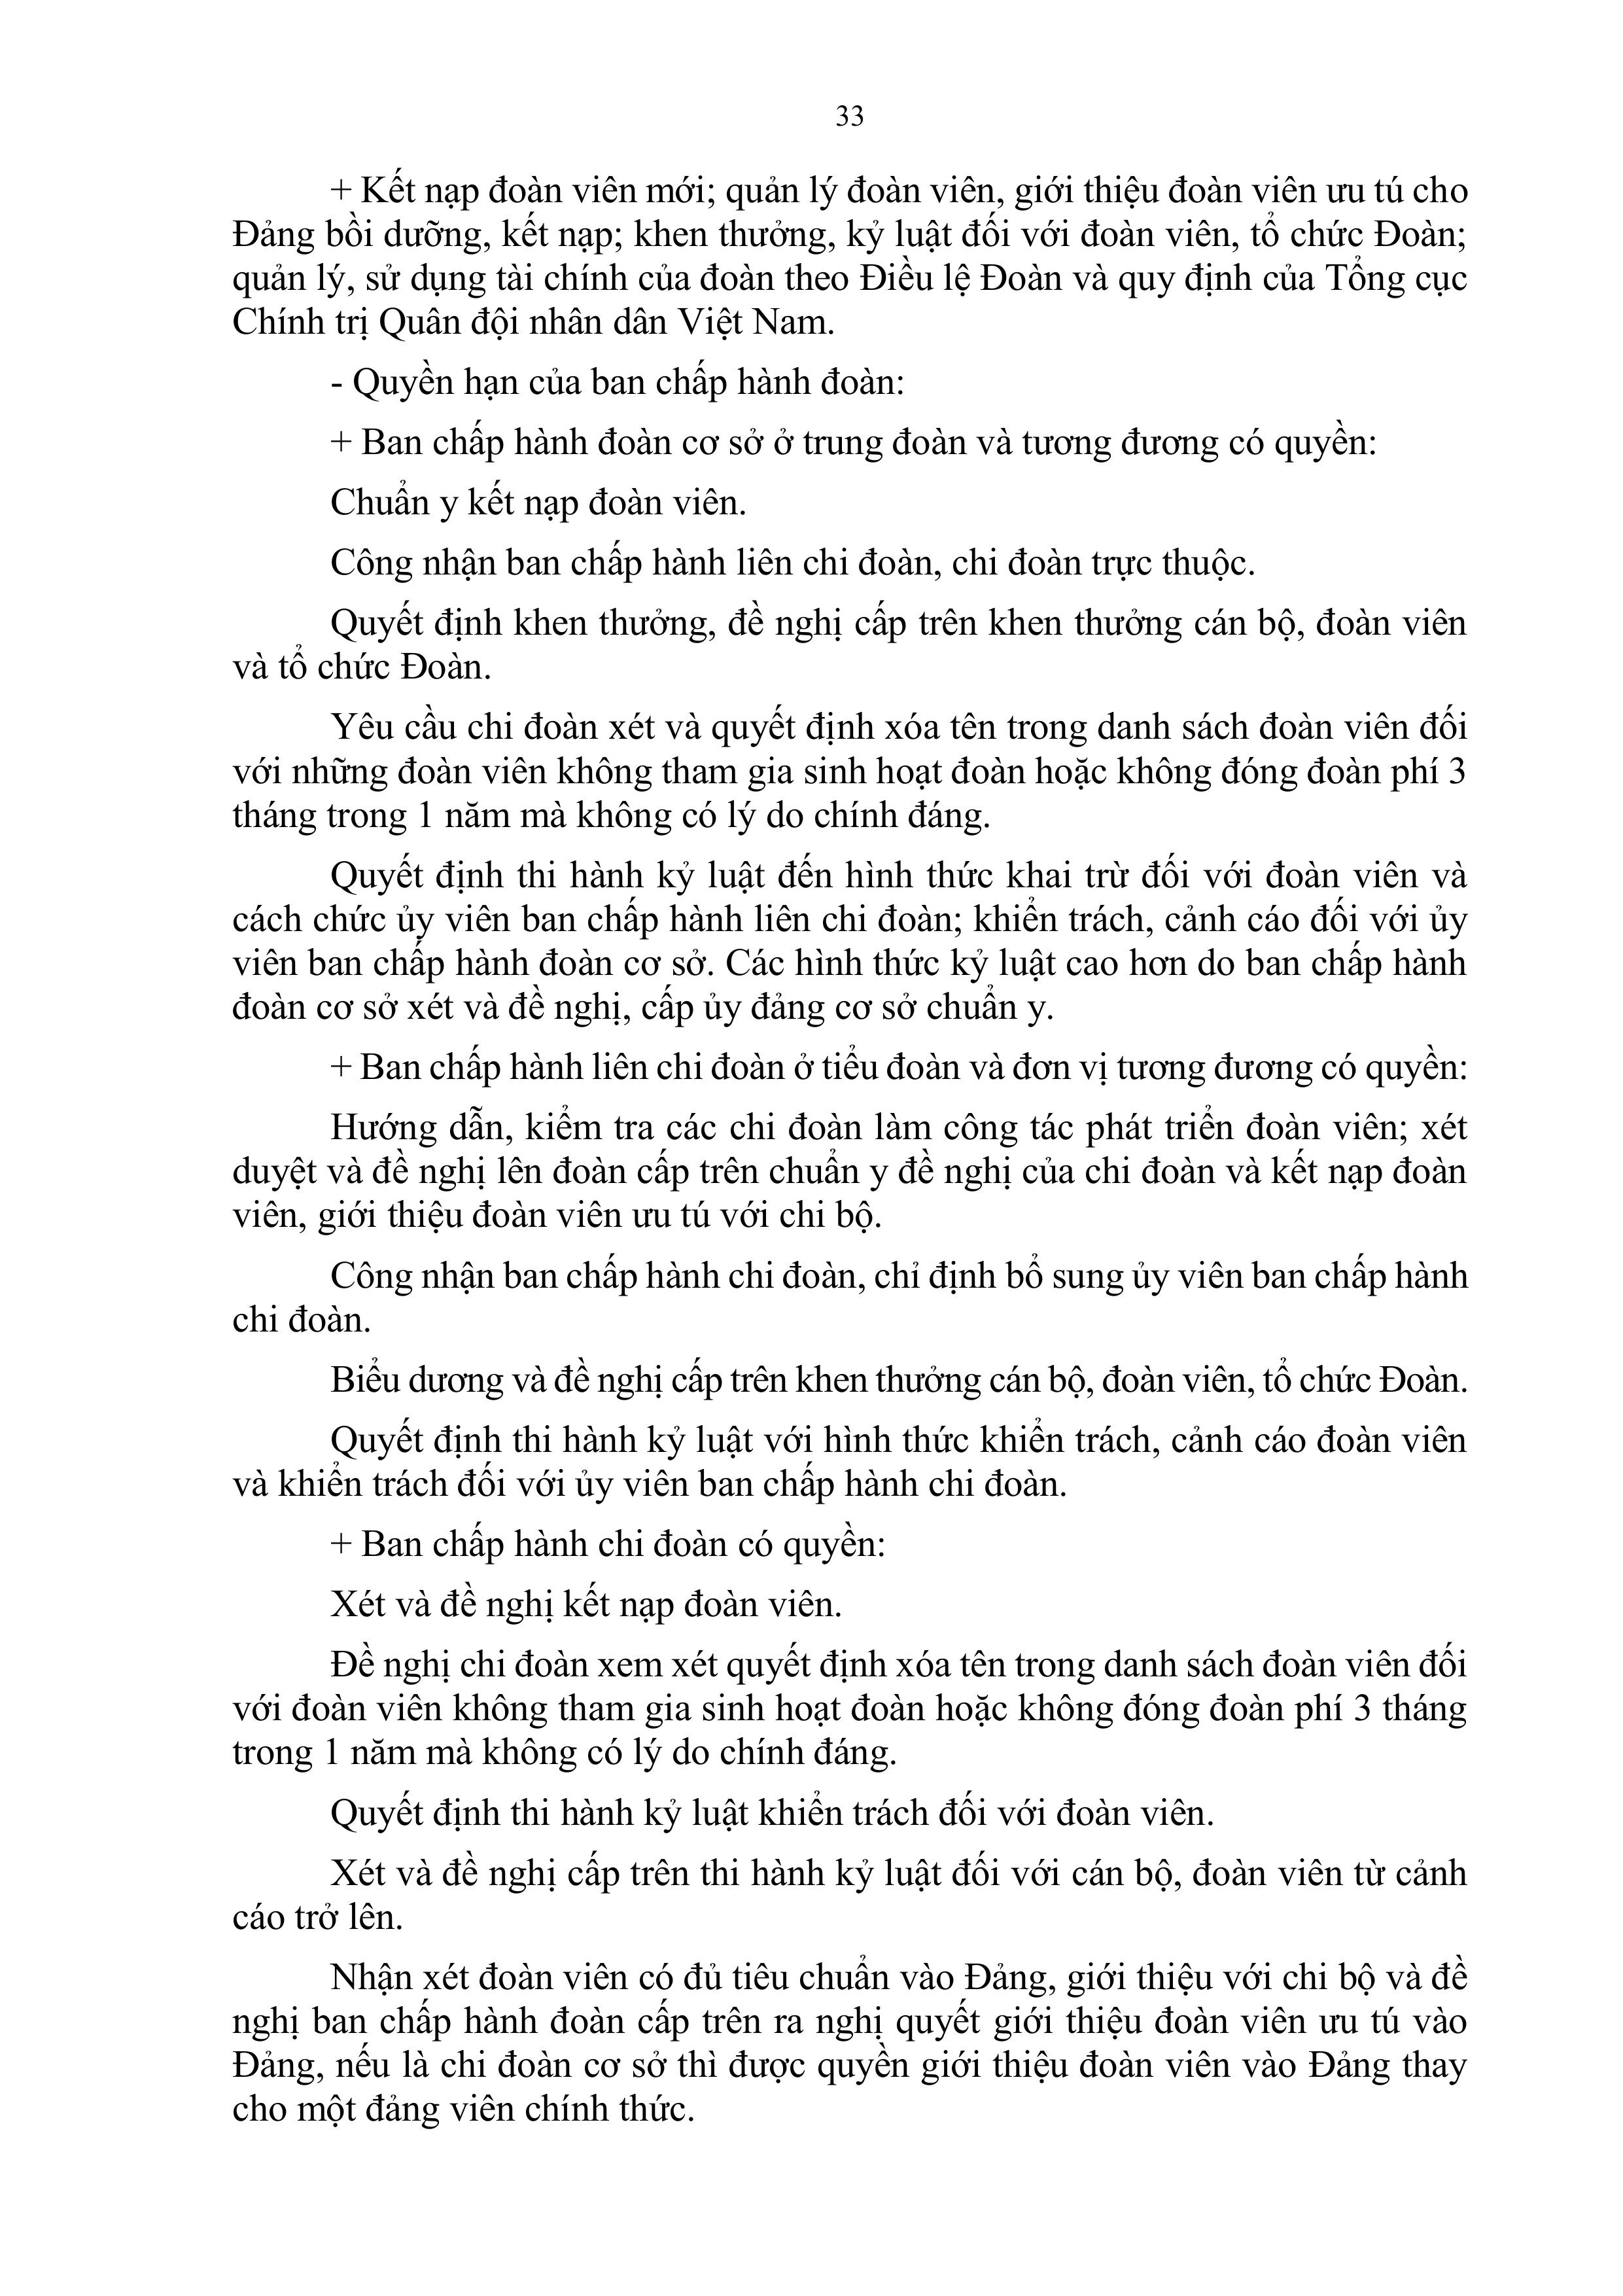 33
+ Kết nạp đoàn viên mới; quản lý đoàn viên, giới thiệu đoàn viên ưu tú cho
Đảng bồi dưỡng, kết nạp; khen thưởng, kỷ luật đối với đoàn viên, tổ chức Đoàn;
quản lý, sử dụng tài chính của đoàn theo Điều lệ Đoàn và quy định của Tổng cục
Chính trị Quân đội nhân dân Việt Nam.
- Quyền hạn của ban chấp hành đoàn:
+ Ban chấp hành đoàn cơ sở ở trung đoàn và tương đương có quyền:
Chuẩn y kết nạp đoàn viên.
Công nhận ban chấp hành liên chi đoàn, chi đoàn trực thuộc.
Quyết định khen thưởng, đề nghị cấp trên khen thưởng cán bộ, đoàn viên
và tổ chức Đoàn.
Yêu cầu chi đoàn xét và quyết định xóa tên trong danh sách đoàn viên đối
với những đoàn viên không tham gia sinh hoạt đoàn hoặc không đóng đoàn phí 3
tháng trong 1 năm mà không có lý do chính đáng.
Quyết định thi hành kỷ luật đến hình thức khai trừ đối với đoàn viên và
cách chức ủy viên ban chấp hành liên chi đoàn; khiển trách, cảnh cáo đối với ủy
viên ban chấp hành đoàn cơ sở. Các hình thức kỷ luật cao hơn do ban chấp hành
đoàn cơ sở xét và đề nghị, cấp ủy đảng cơ sở chuẩn y.
+ Ban chấp hành liên chi đoàn ở tiểu đoàn và đơn vị tương đương có quyền:
Hướng dẫn, kiểm tra các chi đoàn làm công tác phát triển đoàn viên; xét
duyệt và đề nghị lên đoàn cấp trên chuẩn y đề nghị của chi đoàn và kết nạp đoàn
viên, giới thiệu đoàn viên ưu tú với chi bộ.
Công nhận ban chấp hành chi đoàn, chỉ định bổ sung ủy viên ban chấp hành
chi đoàn.
Biểu dương và đề nghị cấp trên khen thưởng cán bộ, đoàn viên, tổ chức Đoàn.
Quyết định thi hành kỷ luật với hình thức khiển trách, cảnh cáo đoàn viên
và khiển trách đối với ủy viên ban chấp hành chi đoàn.
+ Ban chấp hành chi đoàn có quyền:
Xét và đề nghị kết nạp đoàn viên.
Đề nghị chi đoàn xem xét quyết định xóa tên trong danh sách đoàn viên đối
với đoàn viên không tham gia sinh hoạt đoàn hoặc không đóng đoàn phí 3 tháng
trong 1 năm mà không có lý do chính đáng.
Quyết định thi hành kỷ luật khiển trách đối với đoàn viên.
Xét và đề nghị cấp trên thi hành kỷ luật đối với cán bộ, đoàn viên từ cảnh
cáo trở lên.
Nhận xét đoàn viên có đủ tiêu chuẩn vào Đảng, giới thiệu với chi bộ và đề
nghị ban chấp hành đoàn cấp trên ra nghị quyết giới thiệu đoàn viên ưu tú vào
Đảng, nếu là chi đoàn cơ sở thì được quyền giới thiệu đoàn viên vào Đảng thay
cho một đảng viên chính thức.